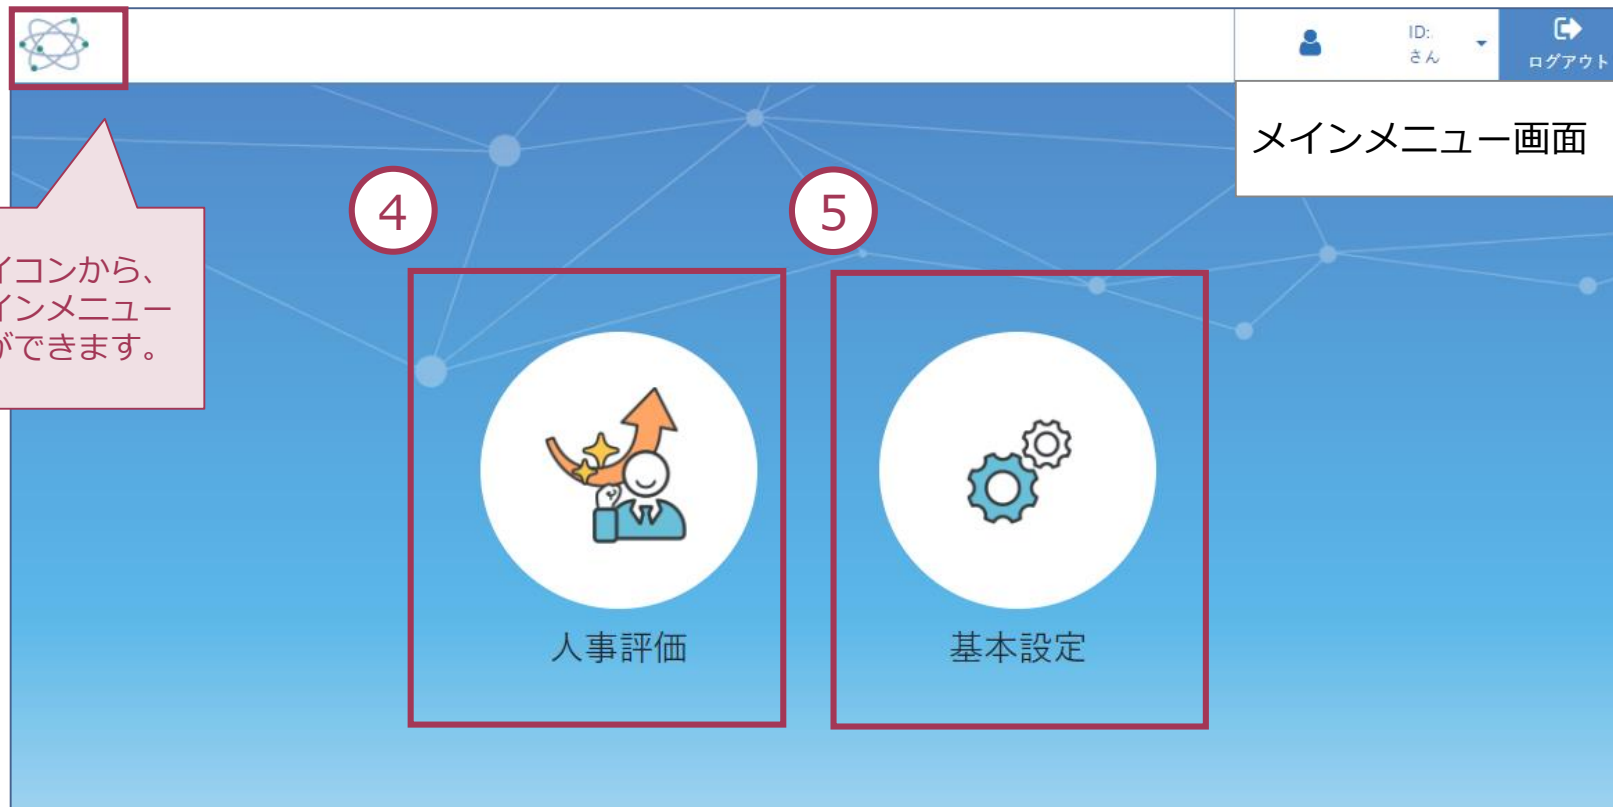 ID:
さん
ログアウト
メインメニュー画面
4
5
イコンから、
インメニュー
ができます。
人事評価
基本設定